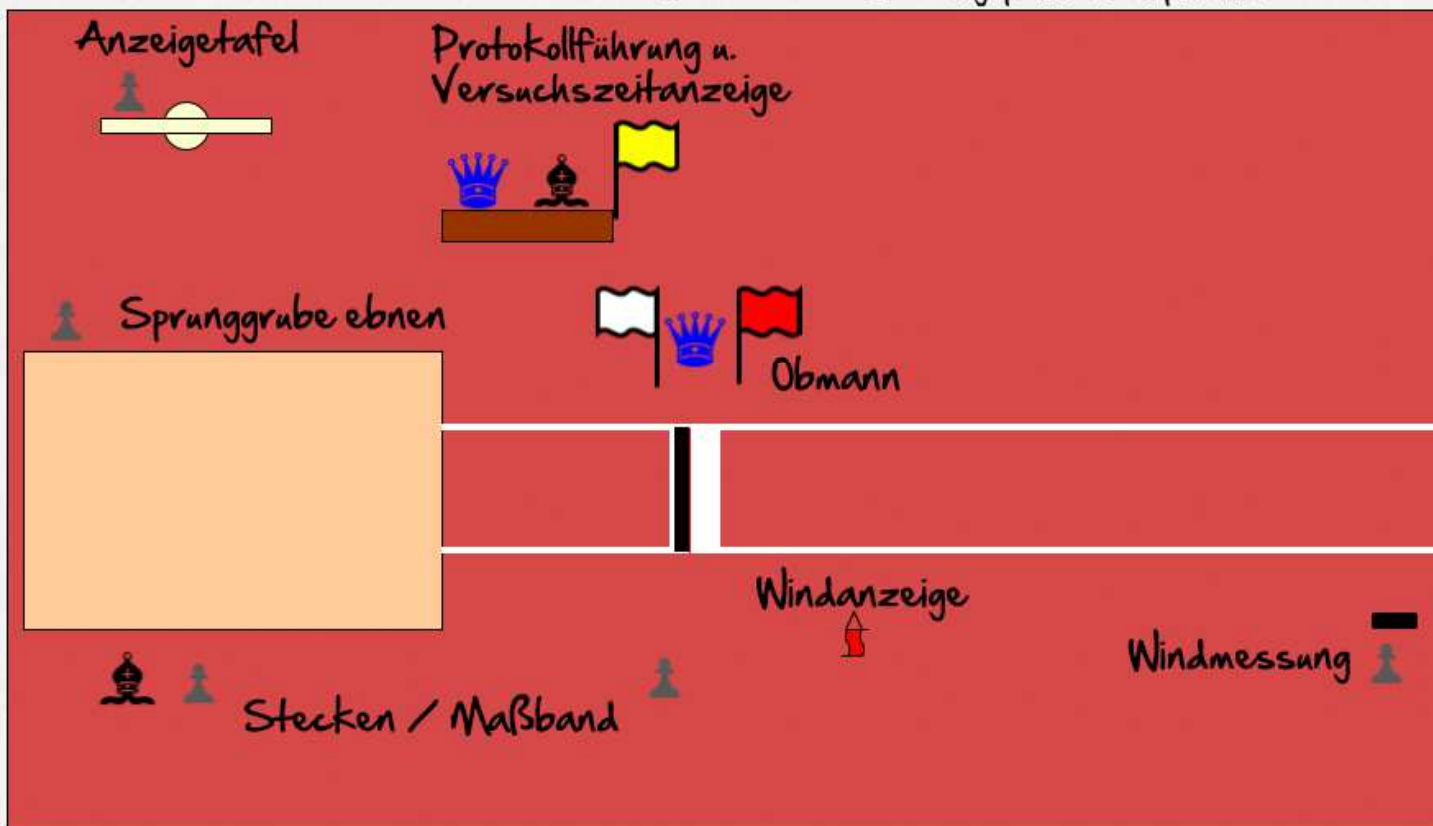 Anzeigetafel
Protokollführung u.
Versuchszeitanzeige
Sprunggrube ebnen
Obmann
Windanzeige
Windmessung
Stecken / Maßband